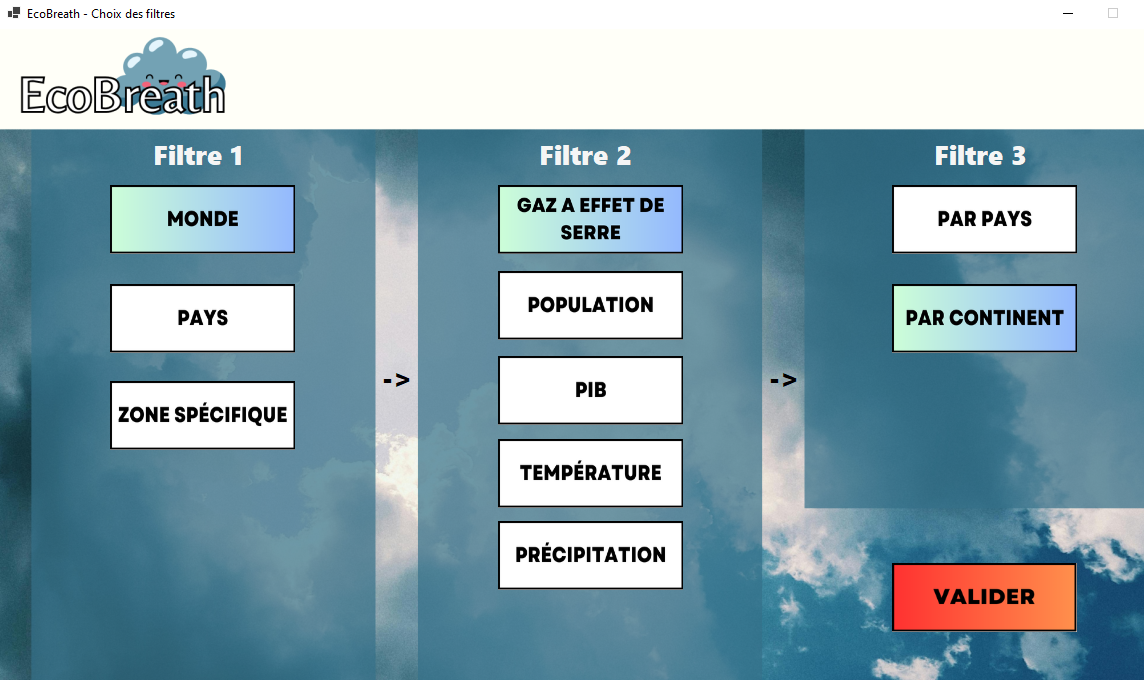 EcoBreath - Choix des filtres
EcoBreath
Filtre 1
MONDE
PAYS
ZONE SPÉCIFIQUE
->
Filtre 2
GAZ A EFFET DE
SERRE
POPULATION
PIB
TEMPÉRATURE
PRÉCIPITATION
->
Filtre 3
PAR PAYS
PAR CONTINENT
VALIDER